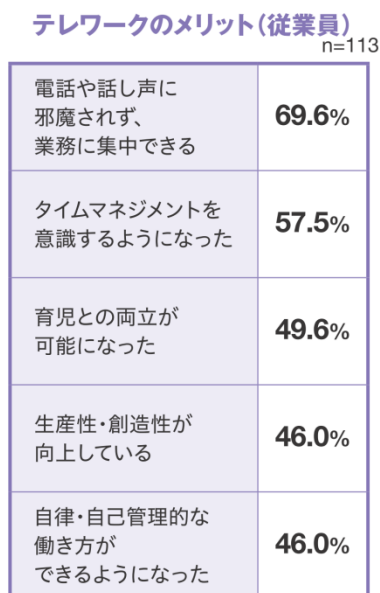 テレワークのメリット(従業員)
n=113
電話や話し声に
邪魔されず、
業務に集中できる
69.6%
タイムマネジメントを
意識するようになった
57.5%
育児との両立が
可能になった
49.6%
生産性・創造性が
向上している
46.0%
自律・自己管理的な
働き方が
できるようになった
46.0%